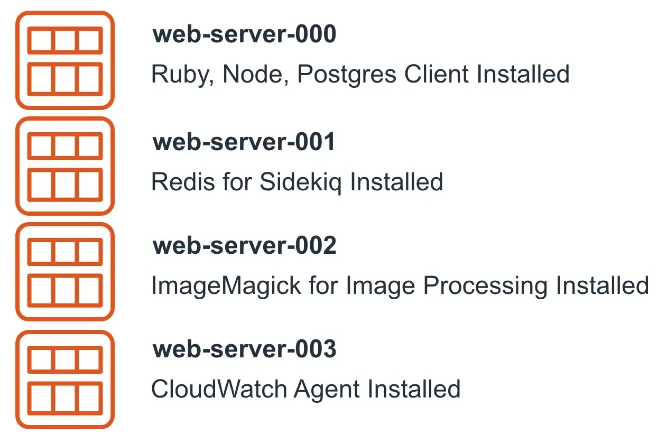 web-server-000
Ruby, Node, Postgres Client Installed
web-server-001
Redis for Sidekiq Installed
web-server-002
ImageMagick for Image Processing Installed
web-server-003
CloudWatch Agent Installed